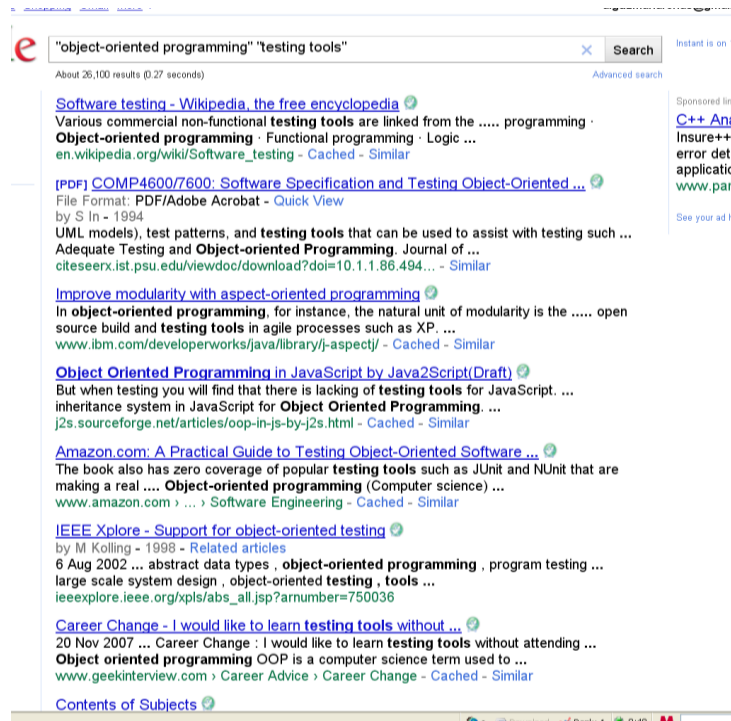 e
"object-oriented programming" "testing tools"
Search
Instant is on
About 26,100 results (0.27 seconds)
Advanced search
Software testing - Wikipedia, the free encyclopedia
Various commercial non-functional testing tools are linked from the ..... programming ·
Object-oriented programming · Functional programming · Logic ...
en.wikipedia.org/wiki/Software_testing - Cached - Similar
[PDF] COMP4600/7600: Software Specification and Testing Object-Oriented ...
File Format: PDF/Adobe Acrobat - Quick View
by S In - 1994
UML models), test patterns, and testing tools that can be used to assist with testing such ...
Adequate Testing and Object-oriented Programming. Journal of ...
citeseerx.ist.psu.edu/viewdoc/download?doi=10.1.1.86.494... - Similar
Improve modularity with aspect-oriented programming
In object-oriented programming, for instance, the natural unit of modularity is the ..... open
source build and testing tools in agile processes such as XP. ...
www.ibm.com/developerworks/java/library/j-aspectj/ - Cached - Similar
Object Oriented Programming in JavaScript by Java2Script(Draft)
But when testing you will find that there is lacking of testing tools for JavaScript. ...
inheritance system in JavaScript for Object Oriented Programming. ...
j2s.sourceforge.net/articles/oop-in-js-by-j2s.html - Cached - Similar
Amazon.com: A Practical Guide to Testing Object-Oriented Software ...
The book also has zero coverage of popular testing tools such as JUnit and NUnit that are
making a real .... Object-oriented programming (Computer science) ...
www.amazon.com › ... › Software Engineering - Cached - Similar
IEEE Xplore - Support for object-oriented testing
by M Kolling - 1998 - Related articles
6 Aug 2002 ... abstract data types , object-oriented programming , program testing ...
large scale system design , object-oriented testing , tools ...
ieeexplore.ieee.org/xpls/abs_all.jsp?arnumber=750036
Career Change - I would like to learn testing tools without ...
20 Nov 2007 ... Career Change : I would like to learn testing tools without attending ...
Object oriented programming OOP is a computer science term used to ...
www.geekinterview.com › Career Advice › Career Change - Cached - Similar
Contents of Subjects
Sponsored lin
C++ Ana
Insure++
error det
applicatio
www.par
See your ad h